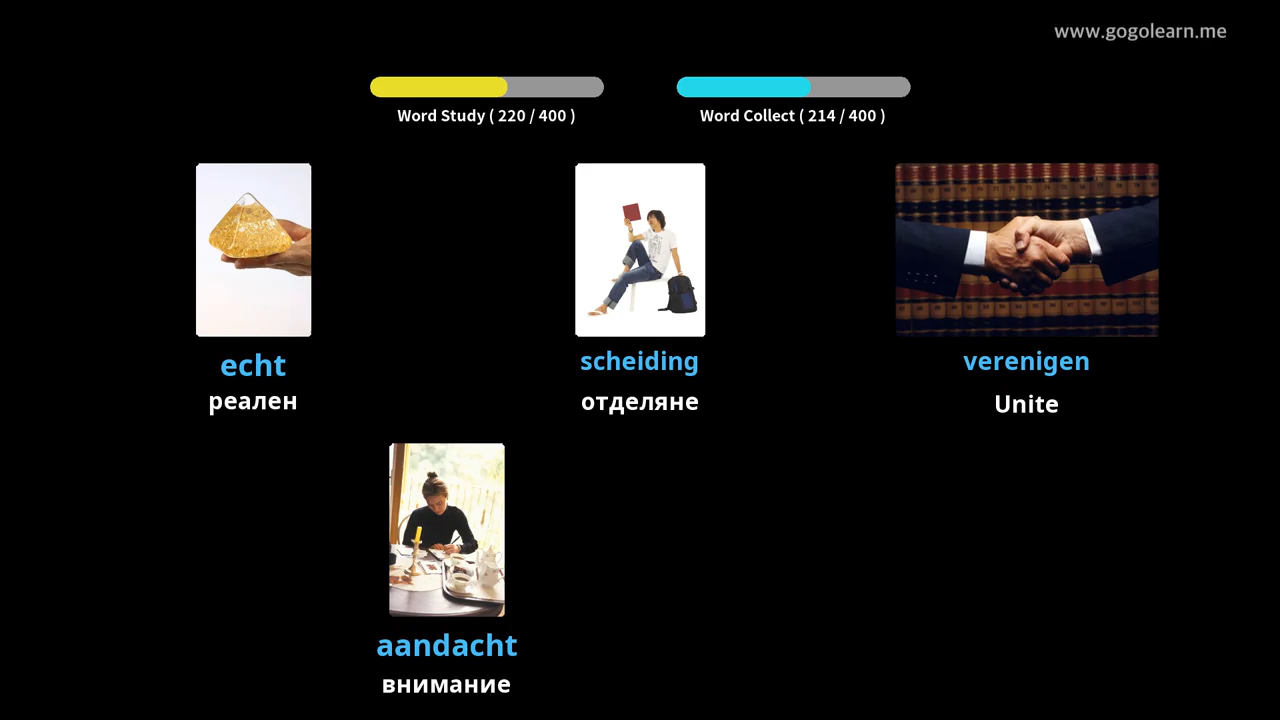 www.gogolearn.me
Word Study ( 220 / 400 )
Word Collect ( 214 / 400 )
echt
реален
scheiding
отделяне
verenigen
Unite
aandacht
внимание